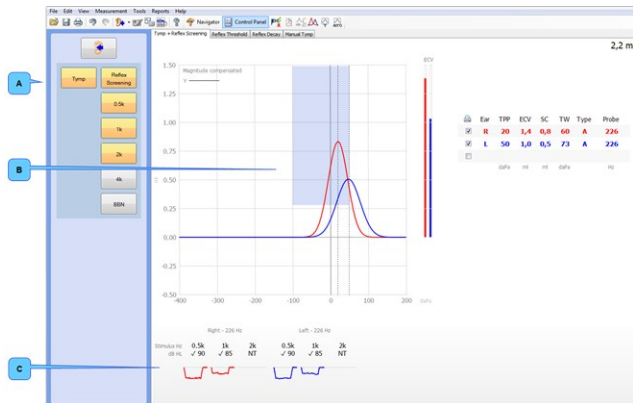 File Edit View Measurement Tools Reports Help
Navigator Control Panel
Tymp + Reflex Screening Reflex Threshold Reflex Decay Manual Tymp
2,2 m
A
Tymp Reflex Screening
0.5k
1k
2k
4k
BBN
B
C
ECV
Magnitude compensated
Y
1.50
1.25
1.00
0.75
0.50
0.25
0.00
-0.25
-0.50
-400 -300 -200 -100 0 100 200 daPa
Ear TPP ECV SC TW Type Probe
R 20 1,4 0,8 60 A 226
L 50 1,0 0,5 73 A 226
daPa ml ml daPa Hz
Right - 226 Hz Left - 226 Hz
Stimulus Hz 0.5k 1k 2k 0.5k 1k 2k
dB HL ✓ 90 ✓ 85 NT ✓ 90 ✓ 85 NT